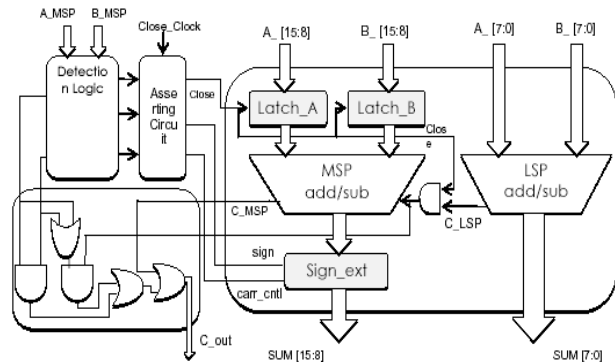 A_MSP B_MSP Close_Clock
A_ [15:8] B_ [15:8] A_ [7:0] B_ [7:0]
Detectio
n Logic
Asse
rting
Circu
it
Close
Latch_A Latch_B
Clos
e
MSP
add/sub
LSP
add/sub
C_MSP
C_LSP
sign
Sign_ext
carr_cntl
C_out
SUM [15:8] SUM [7:0]